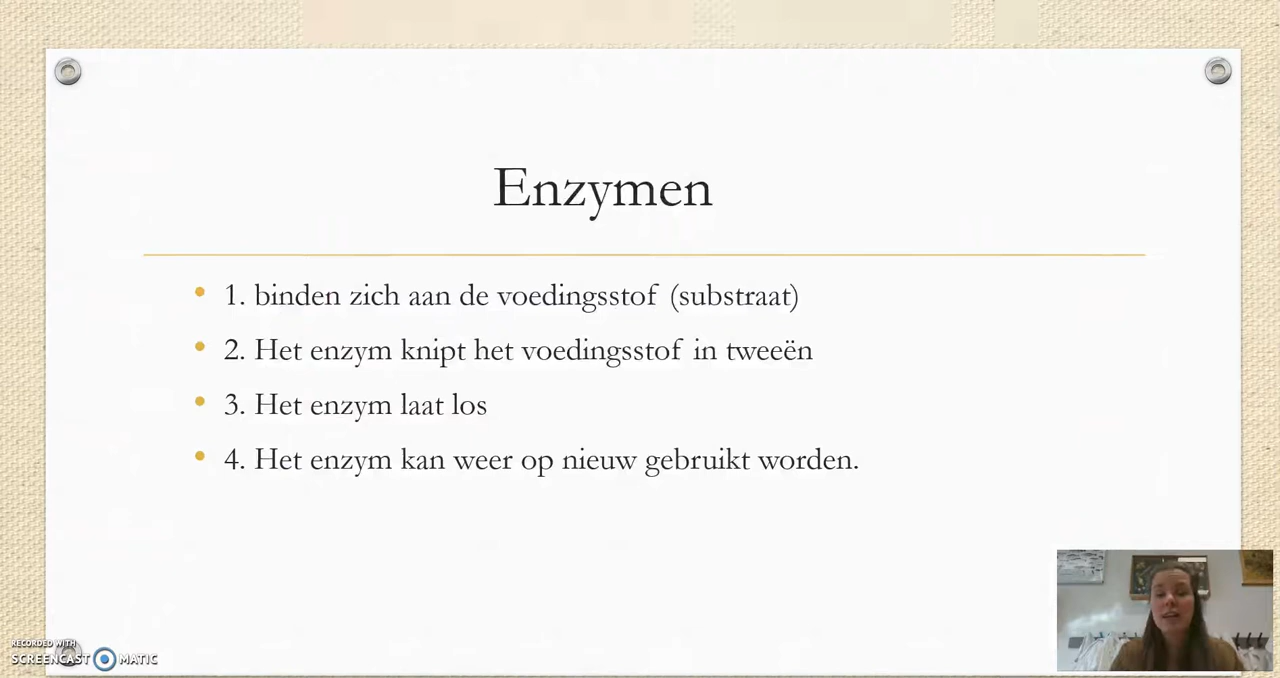 Enzymen
1. binden zich aan de voedingsstof (substraat)
2. Het enzym knipt het voedingsstof in tweeën
3. Het enzym laat los
4. Het enzym kan weer op nieuw gebruikt worden.
RECORDED WITH
SCREENCAST MATIC